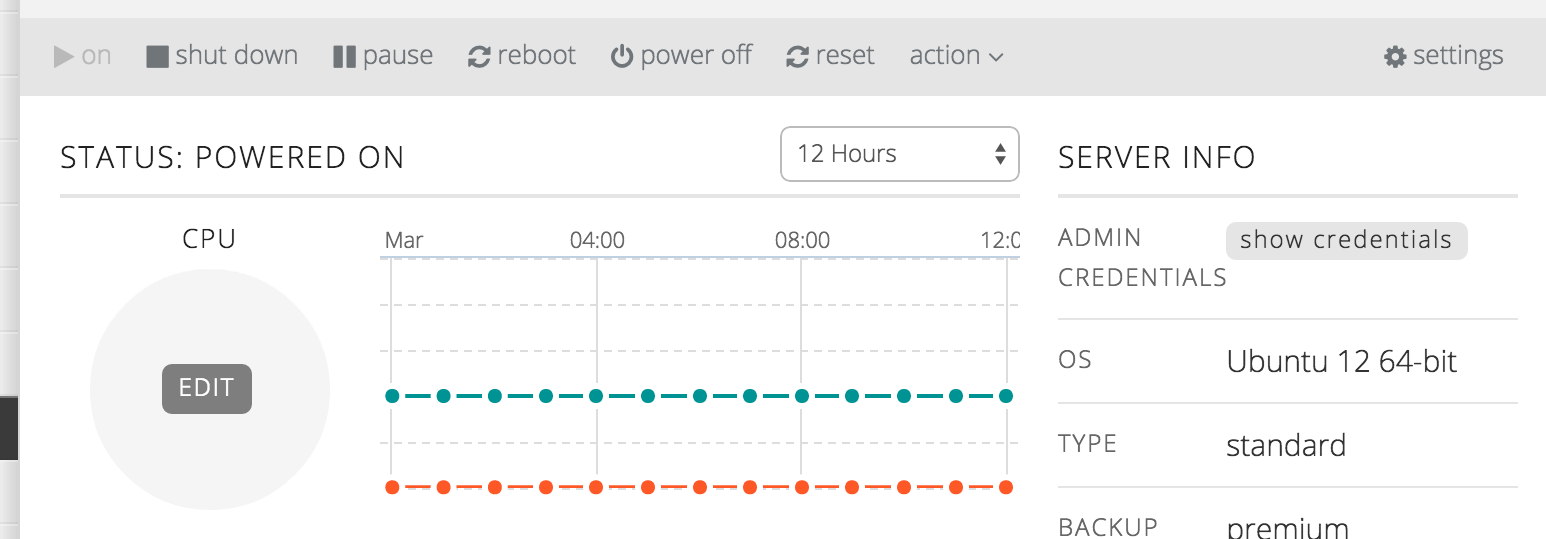 on shut down pause reboot power off reset action settings
STATUS: POWERED ON
12 Hours
SERVER INFO
CPU
Mar 04:00 08:00 12:0
EDIT
ADMIN CREDENTIALS
show credentials
OS Ubuntu 12 64-bit
TYPE standard
BACKUP premium